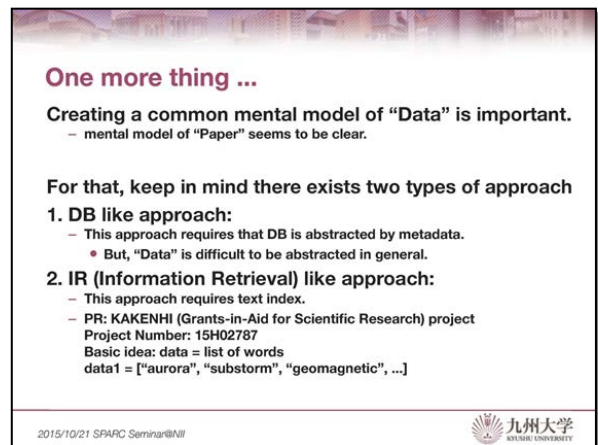 One more thing ...
Creating a common mental model of “Data” is important.
– mental model of “Paper” seems to be clear.
For that, keep in mind there exists two types of approach
1. DB like approach:
– This approach requires that DB is abstracted by metadata.
• But, “Data” is difficult to be abstracted in general.
2. IR (Information Retrieval) like approach:
– This approach requires text index.
– PR: KAKENHI (Grants-in-Aid for Scientific Research) project
Project Number: 15H02787
Basic idea: data = list of words
data1 = [“aurora”, “substorm”, “geomagnetic”, ...]
2015/10/21 SPARC Seminar@NII
九州大学
KYUSHU UNIVERSITY